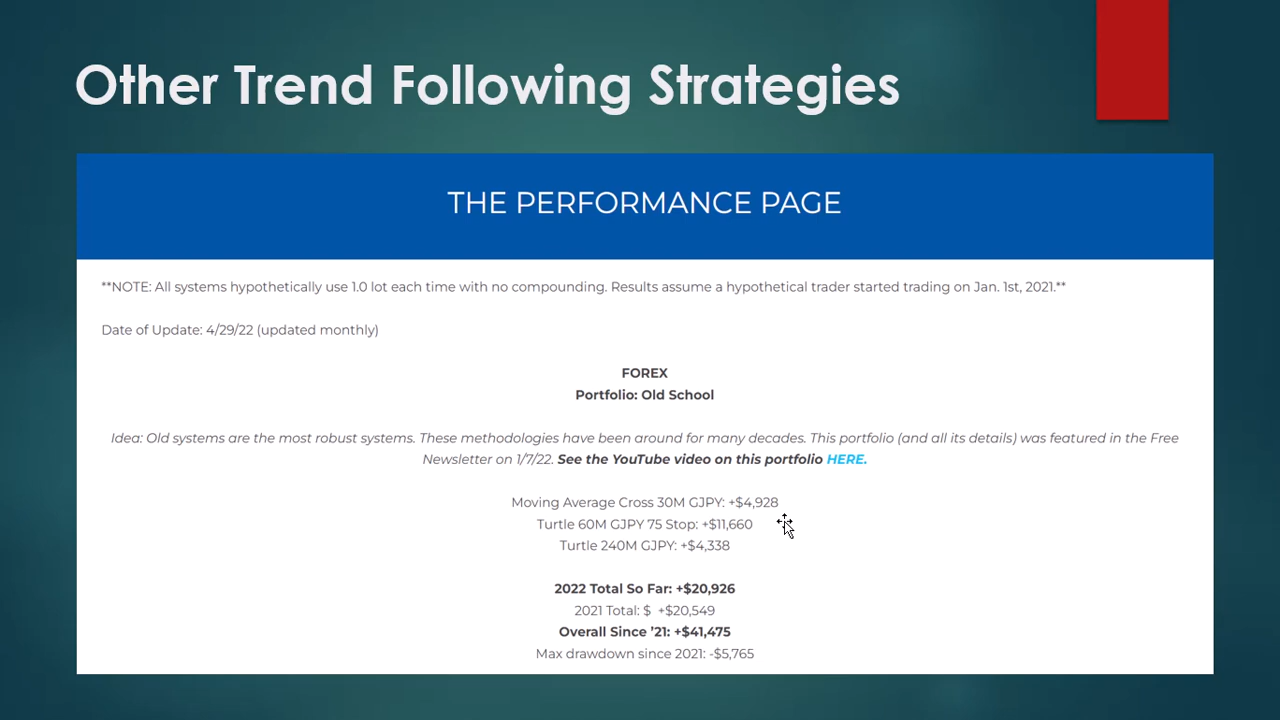 Other Trend Following Strategies
THE PERFORMANCE PAGE
**NOTE: All systems hypothetically use 1.0 lot each time with no compounding. Results assume a hypothetical trader started trading on Jan. 1st, 2021.**
Date of Update: 4/29/22 (updated monthly)
FOREX
Portfolio: Old School
Idea: Old systems are the most robust systems. These methodologies have been around for many decades. This portfolio (and all its details) was featured in the Free
Newsletter on 1/7/22. See the YouTube video on this portfolio HERE.
Moving Average Cross 30M GJPY: +$4,928
Turtle 60M GJPY 75 Stop: +$11,660
Turtle 240M GJPY: +$4,338
2022 Total So Far: +$20,926
2021 Total: $  +$20,549
Overall Since ’21: +$41,475
Max drawdown since 2021: -$5,765